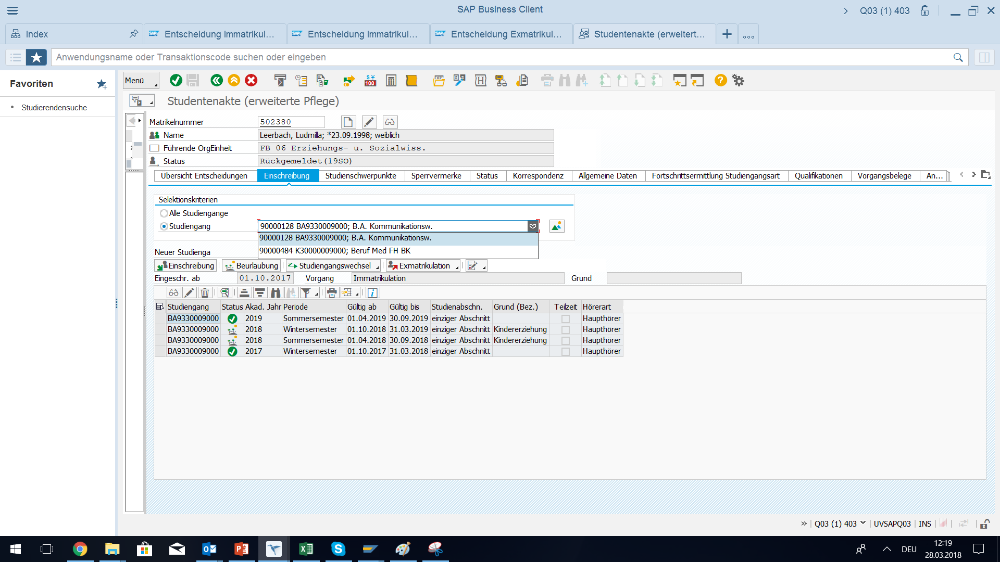 SAP Business Client
Q03 (1) 403
Index
Entscheidung Immatrikul...
Entscheidung Immatrikul...
Entscheidung Exmatrikul...
Studentenakte (erweitert...
Anwendungsname oder Transaktionscode suchen oder eingeben
Favoriten
Studierendensuche
Menü
Studentenakte (erweiterte Pflege)
Matrikelnummer 502380
Name Leerbach, Ludmilla; *23.09.1998; weiblich
Führende OrgEinheit FB 06 Erziehungs- u. Sozialwiss.
Status Rückgemeldet(19SO)
Übersicht Entscheidungen Einschreibung Studienschwerpunkte Sperrvermerke Status Korrespondenz Allgemeine Daten Fortschrittsermittlung Studiengangsart Qualifikationen Vorgangsbelege An...
Selektionskriterien
Alle Studiengänge
Studiengang 90000128 BA9330009000; B.A. Kommunikationsw.
90000128 BA9330009000; B.A. Kommunikationsw.
90000484 K30000009000; Beruf Med FH BK
Neuer Studienga
Einschreibung Beurlaubung Studiengangswechsel Exmatrikulation
Eingeschr. ab 01.10.2017 Vorgang Immatrikulation Grund
Studiengang Status Akad. Jahr Periode Gültig ab Gültig bis Studienabschn. Grund (Bez.) Teilzeit Hörerart
BA9330009000 2019 Sommersemester 01.04.2019 30.09.2019 einziger Abschnitt Haupthörer
BA9330009000 2018 Wintersemester 01.10.2018 31.03.2019 einziger Abschnitt Kindererziehung Haupthörer
BA9330009000 2018 Sommersemester 01.04.2018 30.09.2018 einziger Abschnitt Kindererziehung Haupthörer
BA9330009000 2017 Wintersemester 01.10.2017 31.03.2018 einziger Abschnitt Haupthörer
Q03 (1) 403 UVSAPQ03 INS
DEU
12:19
28.03.2018